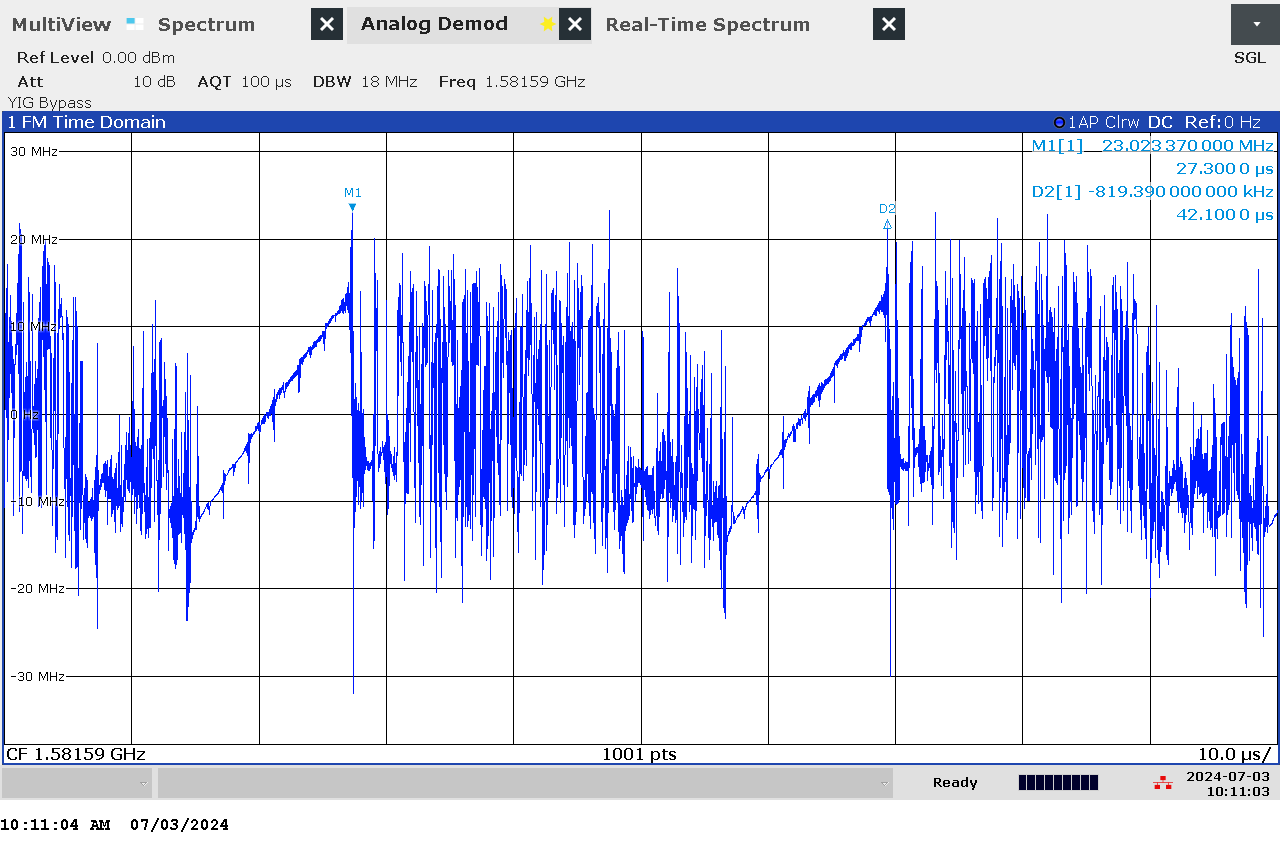 MultiView Spectrum Analog Demod Real-Time Spectrum
Ref Level 0.00 dBm SGL
Att 10 dB AQT 100 µs DBW 18 MHz Freq 1.58159 GHz
YIG Bypass
1 FM Time Domain 1AP Clrw DC Ref:0 Hz
30 MHz
M1[1] 23.023 370 000 MHz
27.300 0 µs
D2[1] -819.390 000 000 kHz
42.100 0 µs
M1
D2
20 MHz
10 MHz
0 Hz
-10 MHz
-20 MHz
-30 MHz
CF 1.58159 GHz 1001 pts 10.0 µs/
Ready 2024-07-03
10:11:03
10:11:04 AM 07/03/2024